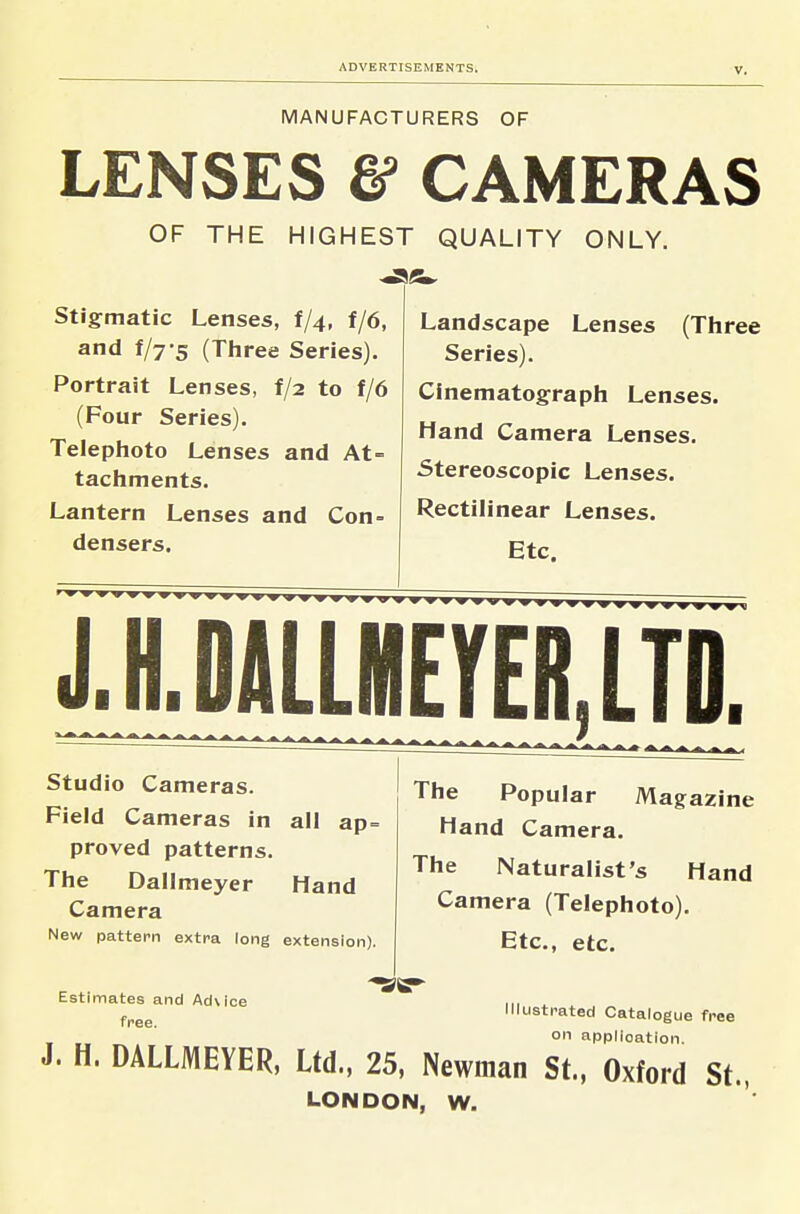 ADVERTISEMENTS. v.
MANUFACTURERS OF
LENSES & CAMERAS
OF THE HIGHEST QUALITY ONLY.
Stigmatic Lenses, f/4, f/6,
and f/7·5 (Three Series).
Portrait Lenses, f/2 to f/6
(Four Series).
Telephoto Lenses and At=
tachments.
Lantern Lenses and Con=
densers.
Landscape Lenses (Three
Series).
Cinematograph Lenses.
Hand Camera Lenses.
Stereoscopic Lenses.
Rectilinear Lenses.
Etc.
J. H. DALLMEYER, LTD.
Studio Cameras.
Field Cameras in all ap=
proved patterns.
The Dallmeyer Hand
Camera
New pattern extra long extension).
The Popular Magazine
Hand Camera.
The Naturalist's Hand
Camera (Telephoto).
Etc., etc.
Estimates and Advice
free.
Illustrated Catalogue free
on application.
J. H. DALLMEYER, Ltd., 25, Newman St., Oxford St.,
LONDON, W.